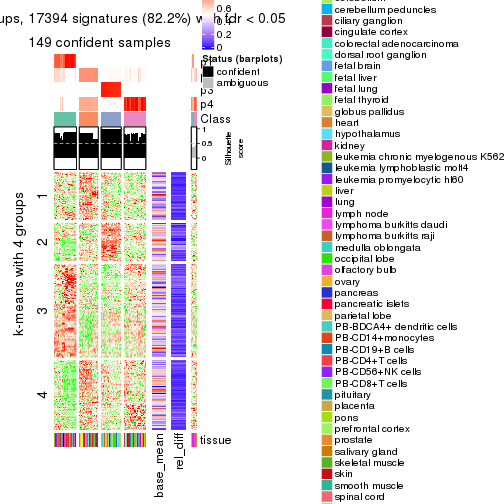 ups, 17394 signatures (82.2%) with fdr < 0.05
149 confident samples
p4
Class
1
0.5
0
Silhouette
score
k-means with 4 groups
1
2
3
4
base_mean
rel_diff
tissue
0.6
Status (barplots)
confident
ambiguous
cerebellum peduncles
ciliary ganglion
cingulate cortex
colorectal adenocarcinoma
dorsal root ganglion
fetal brain
fetal liver
fetal lung
fetal thyroid
globus pallidus
heart
hypothalamus
kidney
leukemia chronic myelogenous K562
leukemia lymphoblastic molt4
leukemia promyelocytic hl60
liver
lung
lymph node
lymphoma burkitts daudi
lymphoma burkitts raji
medulla oblongata
occipital lobe
olfactory bulb
ovary
pancreas
pancreatic islets
parietal lobe
PB-BDCA4+ dendritic cells
PB-CD14+monocytes
PB-CD19+B cells
PB-CD4+T cells
PB-CD56+NK cells
PB-CD8+T cells
pituitary
placenta
pons
prefrontal cortex
prostate
salivary gland
skeletal muscle
skin
smooth muscle
spinal cord